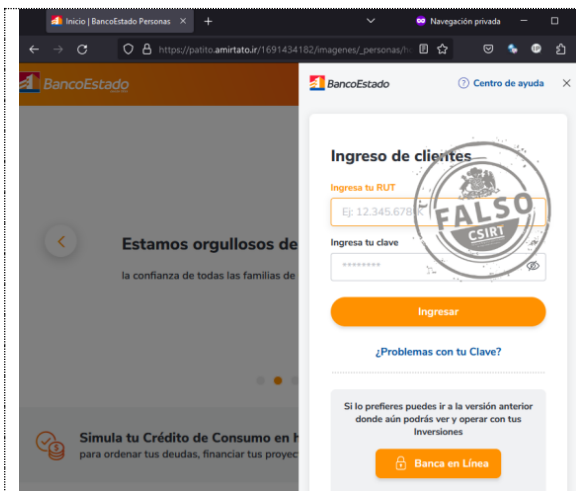 Inicio | BancoEstado Personas
Navegación privada
https://patito.amirtato.ir/1691434182/imagenes/_personas/h
BancoEstado
BancoEstado
Centro de ayuda
Ingreso de clientes
Ingresa tu RUT
Ej: 12.345.678
FALSO
CSIRT
Ingresa tu clave
********
Ingresar
¿Problemas con tu Clave?
Estamos orgullosos de
la confianza de todas las familias de
Si lo prefieres puedes ir a la versión anterior
donde aún podrás ver y operar con tus
Inversiones
Banca en Línea
Simula tu Crédito de Consumo en h
para ordenar tus deudas, financiar tus proyec